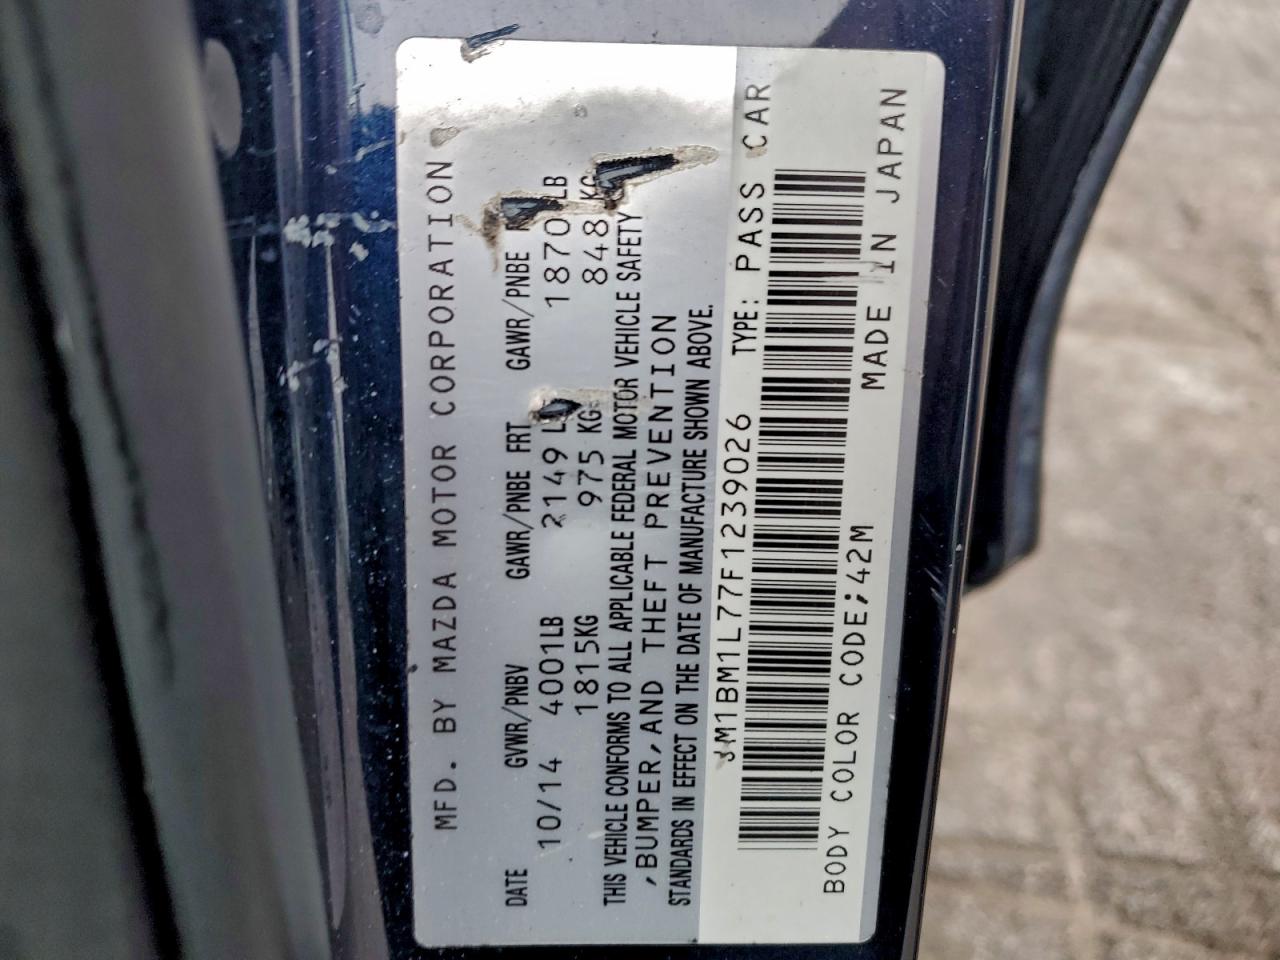 MFD. BY MAZDA MOTOR CORPORATION
DATE GVWR/PNBV GAWR/PNBE FRT GAWR/PNBE
10/14 4001LB 2149 L 1870 LB
1815KG 975 KG 848 KG
THIS VEHICLE CONFORMS TO ALL APPLICABLE FEDERAL MOTOR VEHICLE SAFETY
,BUMPER,AND THEFT PREVENTION
STANDARDS IN EFFECT ON THE DATE OF MANUFACTURE SHOWN ABOVE.
JM1BM1L77F1239026 TYPE: PASS CAR
BODY COLOR CODE;42M MADE IN JAPAN